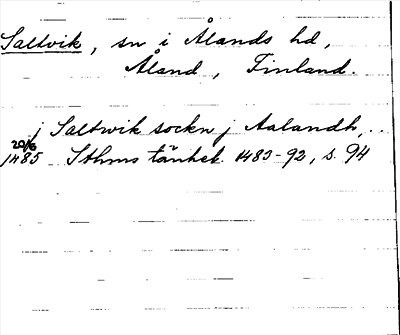 Saltvik, sn i Ålands hd,
Åland, Finland.
j Saltwik sockn j Aalandh,..
20/6
1485 Sthms tänkeb. 1483-92, s. 94